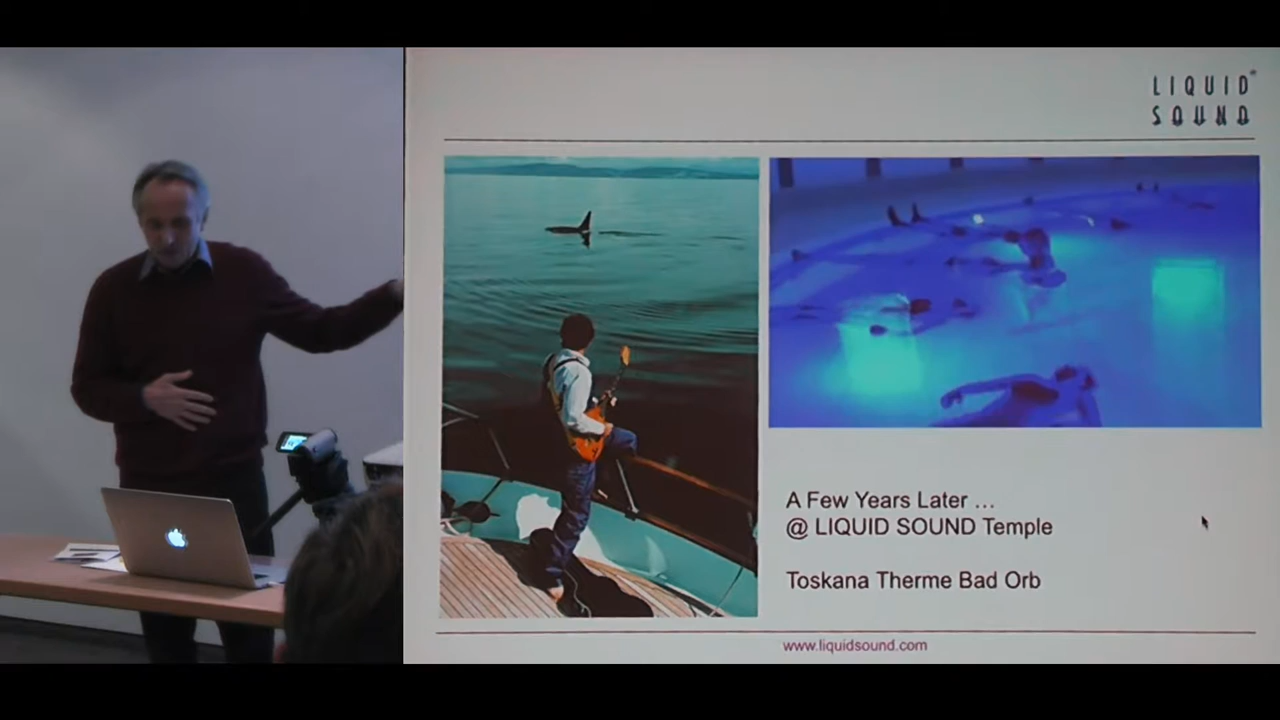 LIQUID
SOUND
A Few Years Later ...
@ LIQUID SOUND Temple
Toskana Therme Bad Orb
www.liquidsound.com